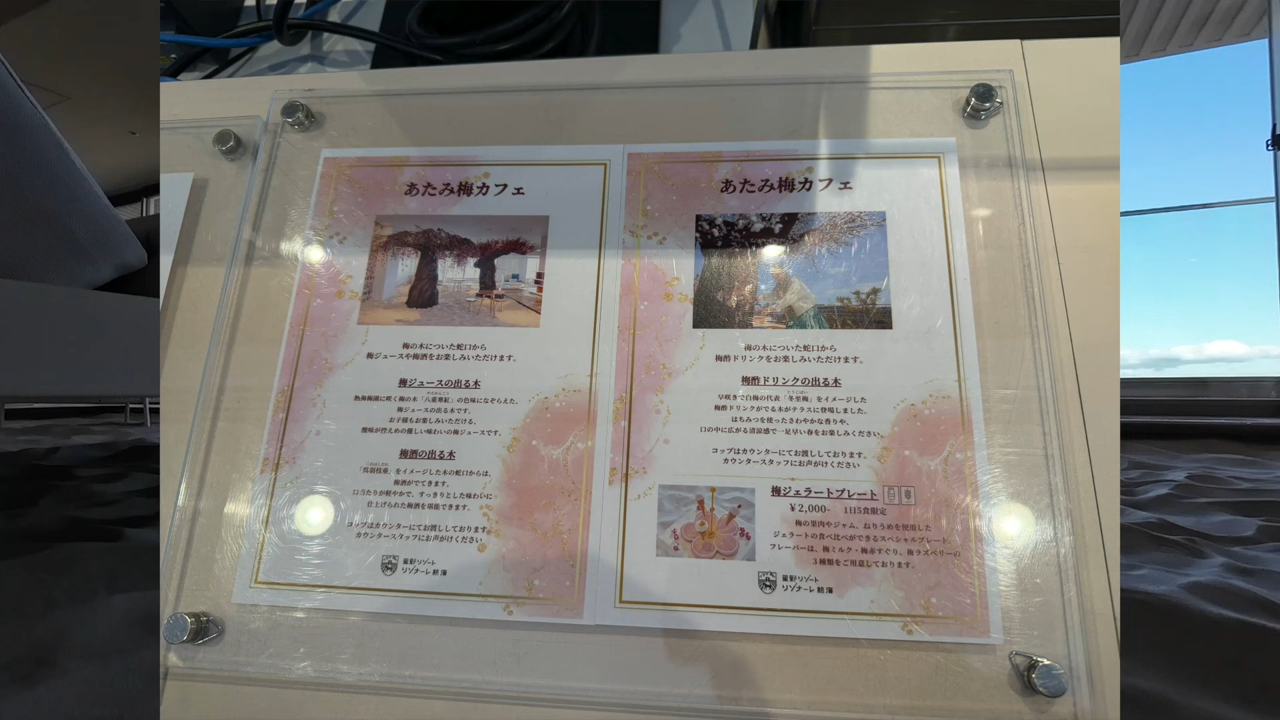 あたみ梅カフェ
梅の木についた蛇口から
梅ジュースや梅酒をお楽しみいただけます。
梅ジュースの出る木
熱海梅園に咲く梅の木「八重寒紅」の色味になぞらえた、
梅ジュースの出る木です。
お子様もお楽しみいただける、
酸味が控えめの優しい味わいの梅ジュースです。
梅酒の出る木
「呉羽枝垂」をイメージした木の蛇口からは、
梅酒がでてきます。
口当たりが軽やかで、すっきりとした味わいに
仕上げられた梅酒を堪能できます。
コップはカウンターにてお渡ししております。
カウンタースタッフにお声がけください
星野リゾート
リゾナーレ熱海
あたみ梅カフェ
梅の木についた蛇口から
梅酢ドリンクをお楽しみいただけます。
梅酢ドリンクの出る木
早咲きで白梅の代表「冬至梅」をイメージした
梅酢ドリンクがでる木がテラスに登場しました。
はちみつを使ったさわやかな香りや、
口の中に広がる清涼感で一足早い春をお楽しみください。
コップはカウンターにてお渡ししております。
カウンタースタッフにお声がけください
梅ジェラートプレート
¥2,000- 1日5食限定
梅の果肉やジャム、ねりうめを使用した
ジェラートの食べ比べができるスペシャルプレート。
フレーバーは、梅ミルク・梅赤すぐり、梅ラズベリーの
3種類をご用意しております。
星野リゾート
リゾナーレ熱海